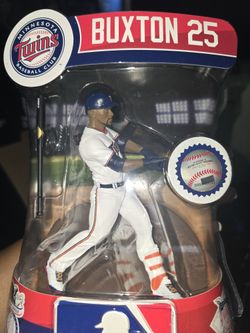 MINNESOTA
Twins
BASEBALL CLUB
BUXTON 25